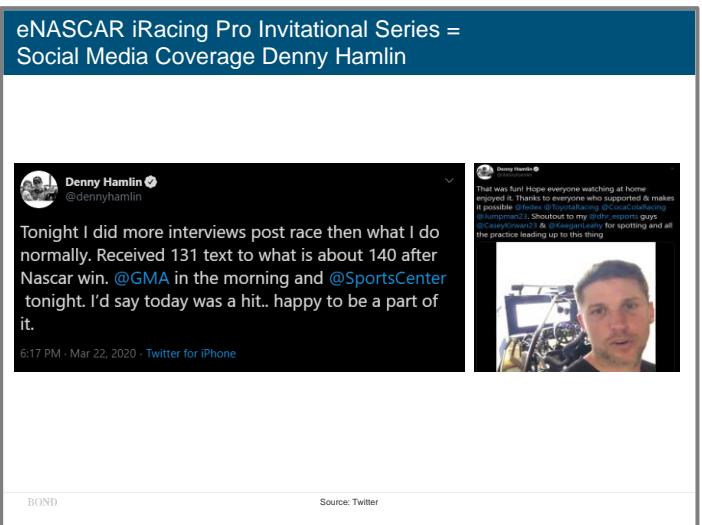 eNASCAR iRacing Pro Invitational Series =
Social Media Coverage Denny Hamlin
Denny Hamlin
@dennyhamlin
Tonight I did more interviews post race then what I do
normally. Received 131 text to what is about 140 after
Nascar win. @GMA in the morning and @SportsCenter
tonight. I'd say today was a hit.. happy to be a part of
it.
6:17 PM · Mar 22, 2020 · Twitter for iPhone
Denny Hamlin
@dennyhamlin
That was fun! Hope everyone watching at home
enjoyed it. Thanks to everyone who supported & makes
it possible @fedex @ToyotaRacing @CocaColaRacing
@Jumpman23. Shoutout to my @dhr_esports guys
@CaseyKirwan23 & @KeeganLeahy for spotting and all
the practice leading up to this thing
BOND
Source: Twitter